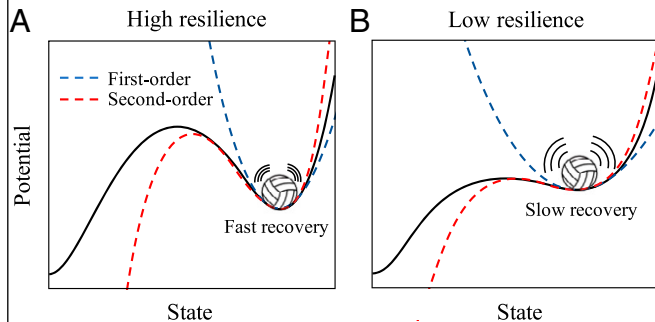 A
High resilience
First-order
Second-order
Potential
Fast recovery
State
B
Low resilience
Slow recovery
State